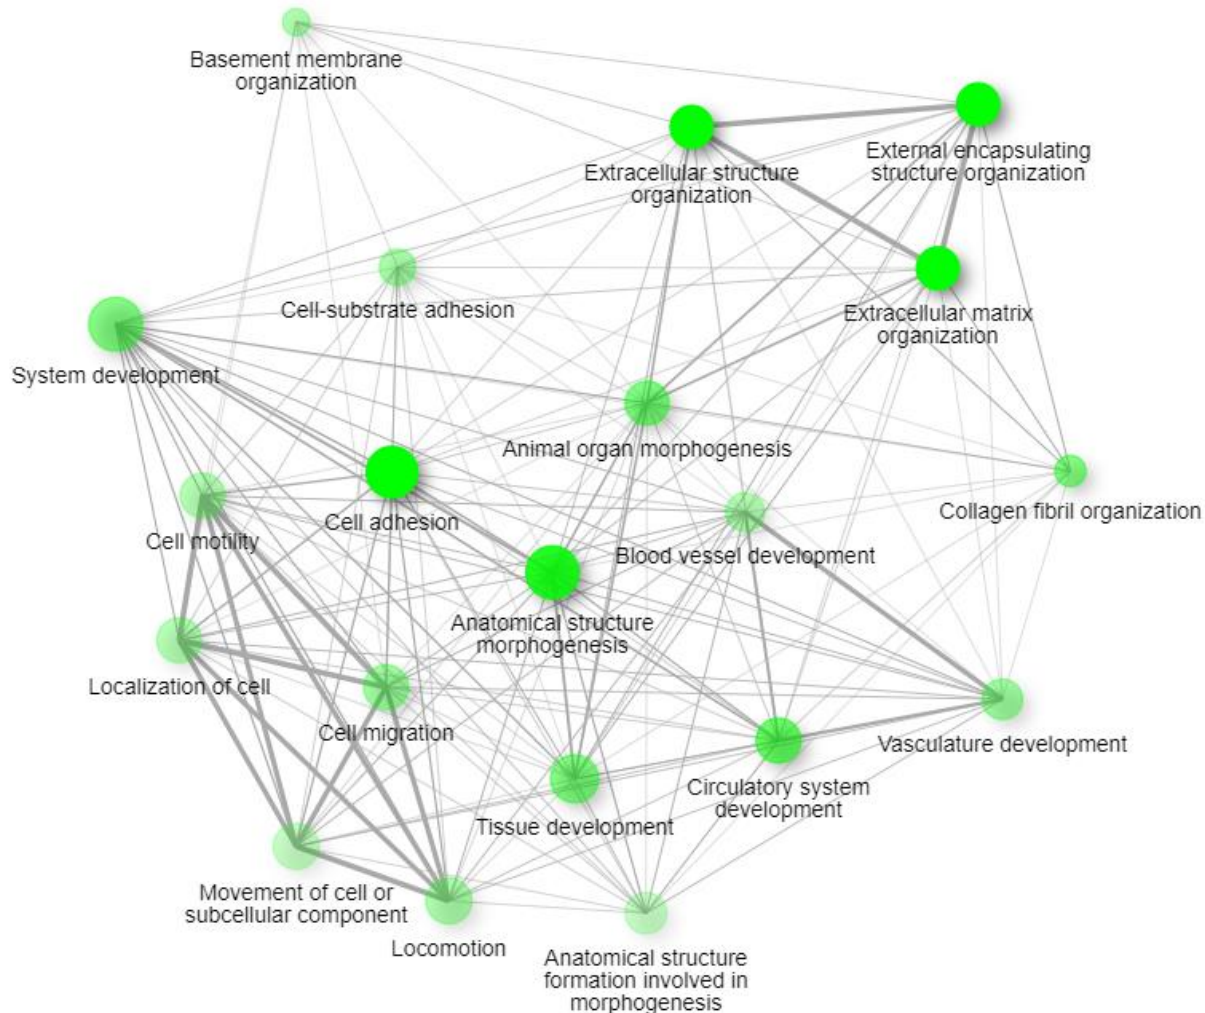 Basement membrane
organization
External encapsulating
structure organization
Extracellular structure
organization
Cell-substrate adhesion
Extracellular matrix
organization
System development
Animal organ morphogenesis
Collagen fibril organization
Cell adhesion
Cell motility
Blood vessel development
Anatomical structure
morphogenesis
Localization of cell
Cell migration
Vasculature development
Circulatory system
development
Tissue development
Movement of cell or
subcellular component
Locomotion
Anatomical structure
formation involved in
morphogenesis